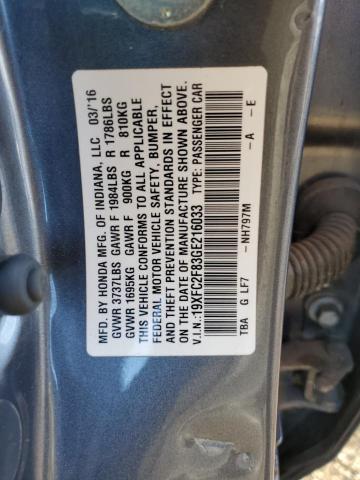 MFD. BY HONDA MFG. OF INDIANA, LLC 03/'16
GVWR 3737LBS GAWR F 1984LBS R 1786LBS
GVWR 1695KG GAWR F 900KG R 810KG
THIS VEHICLE CONFORMS TO ALL APPLICABLE
FEDERAL MOTOR VEHICLE SAFETY, BUMPER,
AND THEFT PREVENTION STANDARDS IN EFFECT
ON THE DATE OF MANUFACTURE SHOWN ABOVE.
V.I.N.:19XFC2F83GE216033 TYPE: PASSENGER CAR
NH797M— —A —E
TBA G LF7